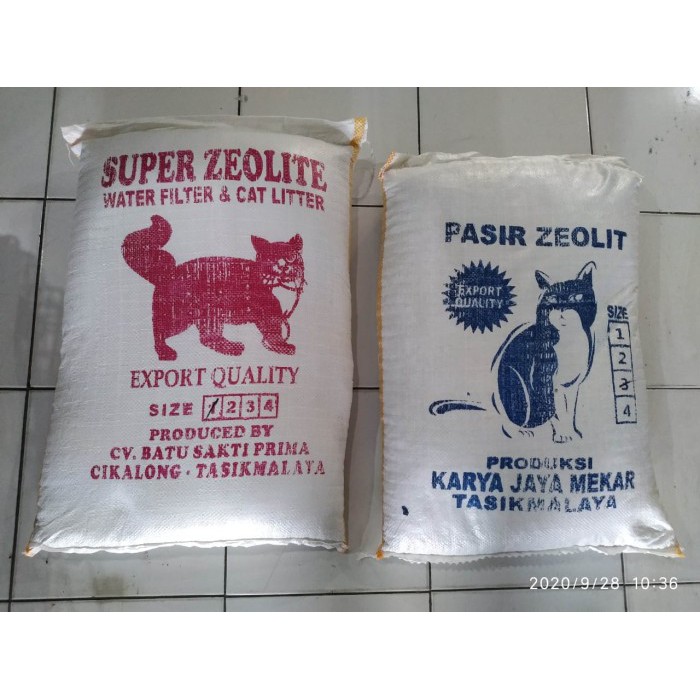 SUPER ZEOLITE
WATER FILTER & CAT LITTER
EXPORT QUALITY
SIZE 1 2 3 4
PRODUCED BY
CV. BATU SAKTI PRIMA
CIKALONG - TASIKMALAYA
PASIR ZEOLIT
EXPORT
QUALITY
SIZE
1
2
3
4
PRODUKSI
KARYA JAYA MEKAR
TASIKMALAYA
2020/9/28 10:36